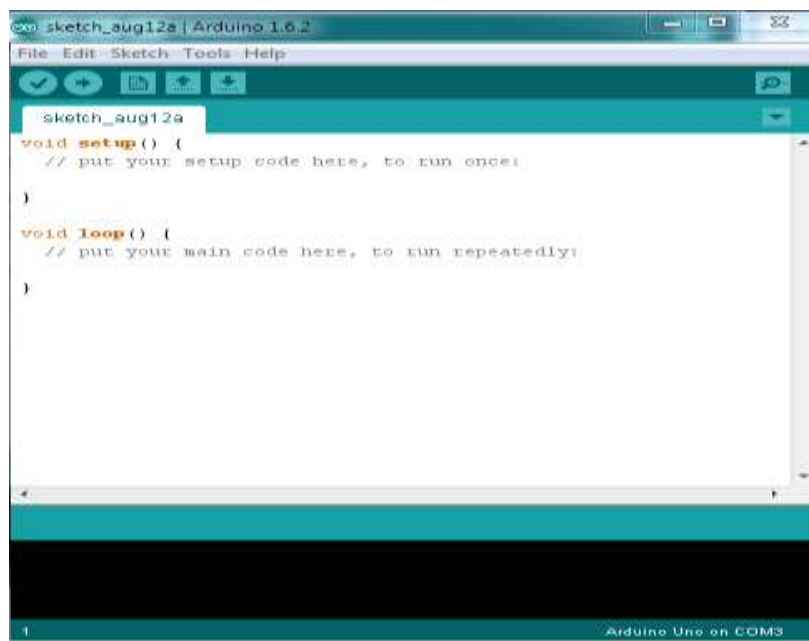 sketch_aug12a | Arduino 1.6.2
File Edit Sketch Tools Help
sketch_aug12a
void setup() {
  // put your setup code here, to run once:
}
void loop() {
  // put your main code here, to run repeatedly:
}
1
Arduino Uno on COM3